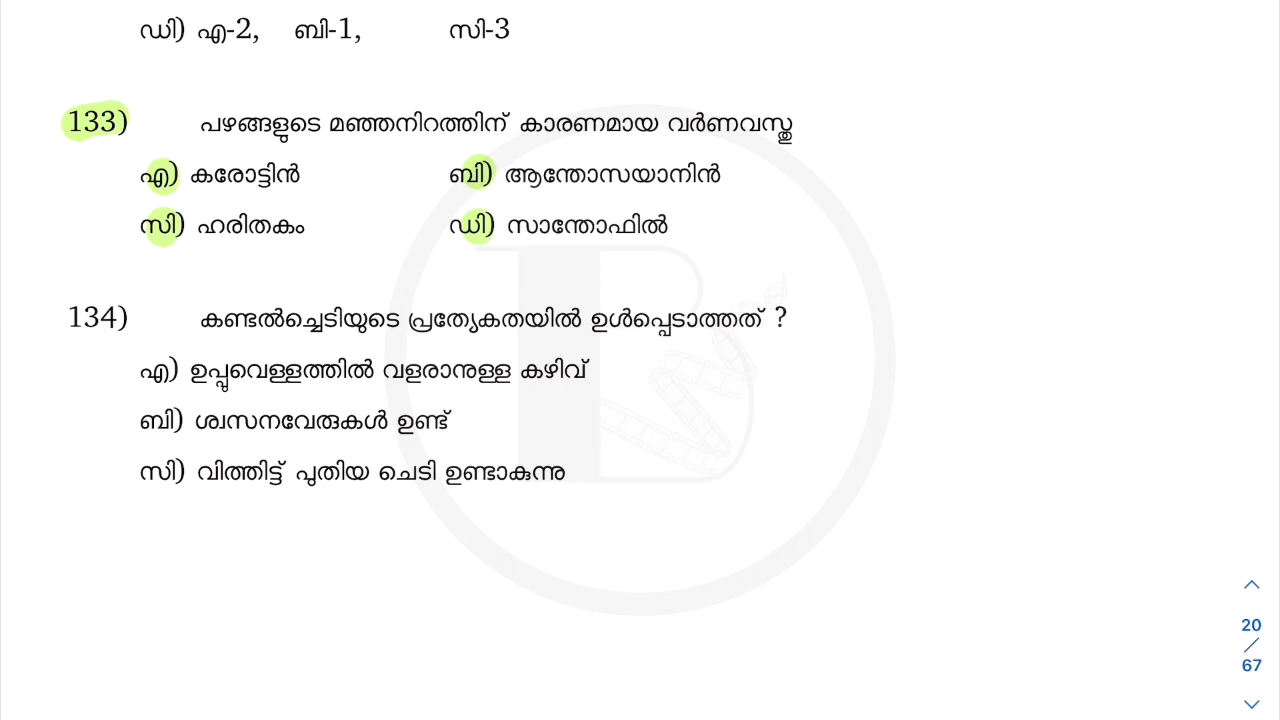 ഡി) എ-2, ബി-1, സി-3
133) പഴങ്ങളുടെ മഞ്ഞനിറത്തിന് കാരണമായ വർണവസ്തു
എ) കരോട്ടിൻ ബി) ആന്തോസയാനിൻ
സി) ഹരിതകം ഡി) സാന്തോഫിൽ
134) കണ്ടൽച്ചെടിയുടെ പ്രത്യേകതയിൽ ഉൾപ്പെടാത്തത് ?
എ) ഉപ്പുവെള്ളത്തിൽ വളരാനുള്ള കഴിവ്
ബി) ശ്വസനവേരുകൾ ഉണ്ട്
സി) വിത്തിട്ട് പുതിയ ചെടി ഉണ്ടാകുന്നു
20
/
67